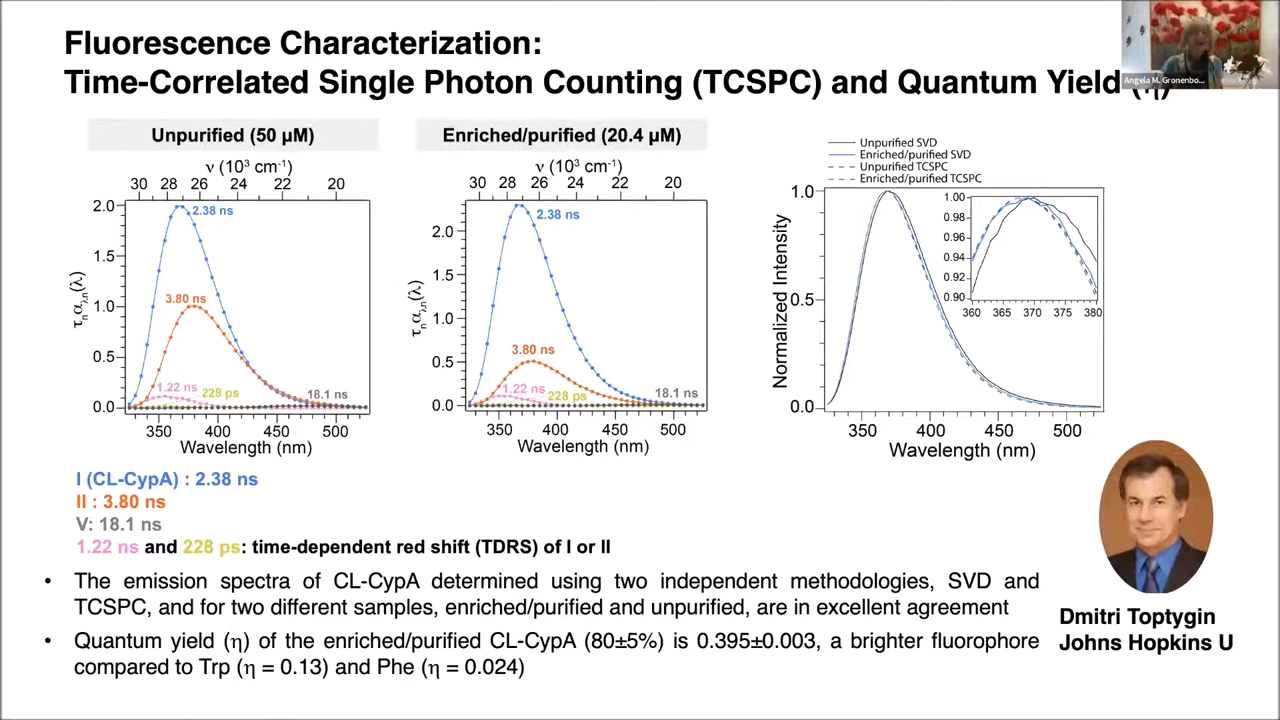 Fluorescence Characterization:
Time-Correlated Single Photon Counting (TCSPC) and Quantum Yield (η)
Angela M. Gronenbo...
Unpurified (50 μM)
ν (10³ cm⁻¹)
30 28 26 24 22 20
2.0
1.5
1.0
0.5
0.0
τₙαλ,ₙ(λ)
2.38 ns
3.80 ns
1.22 ns
228 ps
18.1 ns
350 400 450 500
Wavelength (nm)
Enriched/purified (20.4 μM)
ν (10³ cm⁻¹)
30 28 26 24 22 20
2.0
1.5
1.0
0.5
0.0
τₙαλ,ₙ(λ)
2.38 ns
3.80 ns
1.22 ns
228 ps
18.1 ns
350 400 450 500
Wavelength (nm)
Unpurified SVD
Enriched/purified SVD
Unpurified TCSPC
Enriched/purified TCSPC
1.0
0.5
0.0
Normalized Intensity
1.00
0.98
0.96
0.94
0.92
0.90
360 365 370 375 380
350 400 450 500
Wavelength (nm)
I (CL-CypA) : 2.38 ns
II : 3.80 ns
V: 18.1 ns
1.22 ns and 228 ps: time-dependent red shift (TDRS) of I or II
• The emission spectra of CL-CypA determined using two independent methodologies, SVD and
TCSPC, and for two different samples, enriched/purified and unpurified, are in excellent agreement
• Quantum yield (η) of the enriched/purified CL-CypA (80±5%) is 0.395±0.003, a brighter fluorophore
compared to Trp (η = 0.13) and Phe (η = 0.024)
Dmitri Toptygin
Johns Hopkins U